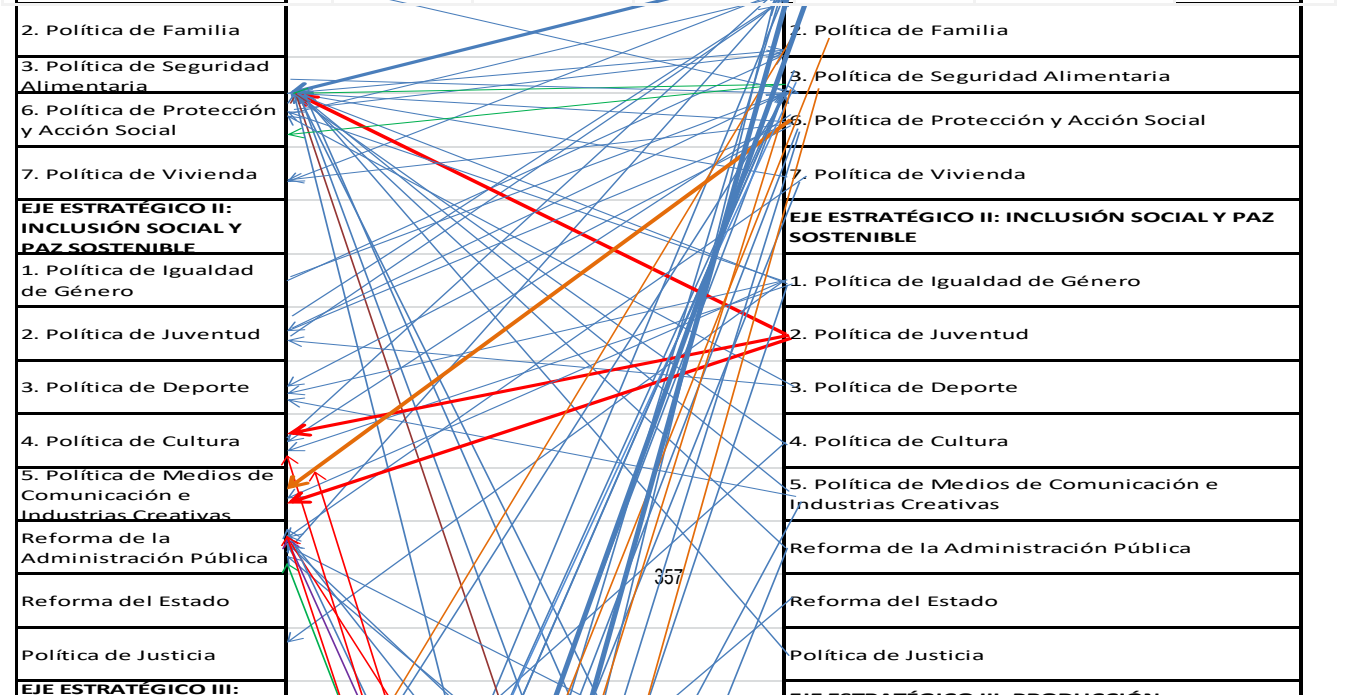 2. Política de Familia
3. Política de Seguridad
Alimentaria
6. Política de Protección
y Acción Social
7. Política de Vivienda
EJE ESTRATÉGICO II:
INCLUSIÓN SOCIAL Y
PAZ SOSTENIBLE
1. Política de Igualdad
de Género
2. Política de Juventud
3. Política de Deporte
4. Política de Cultura
5. Política de Medios de
Comunicación e
Industrias Creativas
Reforma de la
Administración Pública
Reforma del Estado
Política de Justicia
EJE ESTRATÉGICO III:
357
2. Política de Familia
3. Política de Seguridad Alimentaria
6. Política de Protección y Acción Social
7. Política de Vivienda
EJE ESTRATÉGICO II: INCLUSIÓN SOCIAL Y PAZ
SOSTENIBLE
1. Política de Igualdad de Género
2. Política de Juventud
3. Política de Deporte
4. Política de Cultura
5. Política de Medios de Comunicación e
Industrias Creativas
Reforma de la Administración Pública
Reforma del Estado
Política de Justicia
EJE ESTRATÉGICO III: PRODUCCIÓN